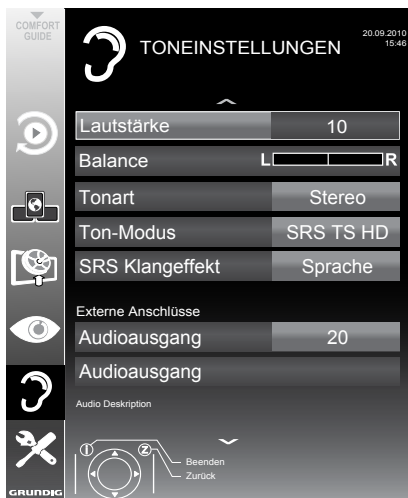 COMFORT
GUIDE
TONEINSTELLUNGEN
20.09.2010
15:46
Lautstärke 10
Balance L R
Tonart Stereo
Ton-Modus SRS TS HD
SRS Klangeffekt Sprache
Externe Anschlüsse
Audioausgang 20
Audioausgang
Audio Deskription
Beenden
Zurück
GRUNDIG